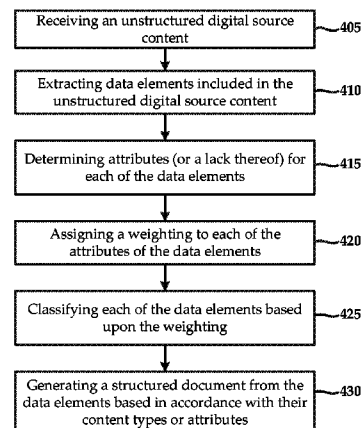 Receiving an unstructured digital source
content
405
Extracting data elements included in the
unstructured digital source content
410
Determining attributes (or a lack thereof) for
each of the data elements
415
Assigning a weighting to each of the
attributes of the data elements
420
Classifying each of the data elements based
upon the weighting
425
Generating a structured document from the
data elements based in accordance with their
content types or attributes
430